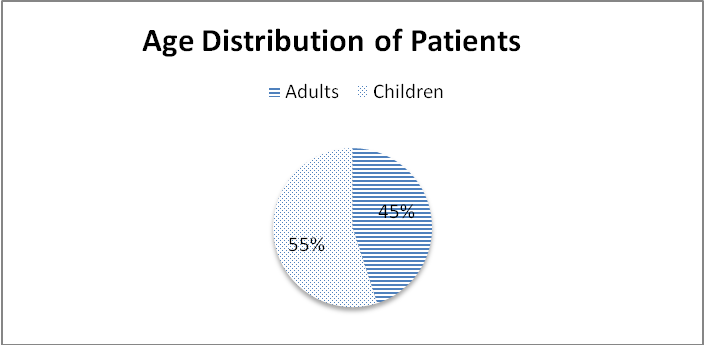 Age Distribution of Patients
Adults Children
45%
55%